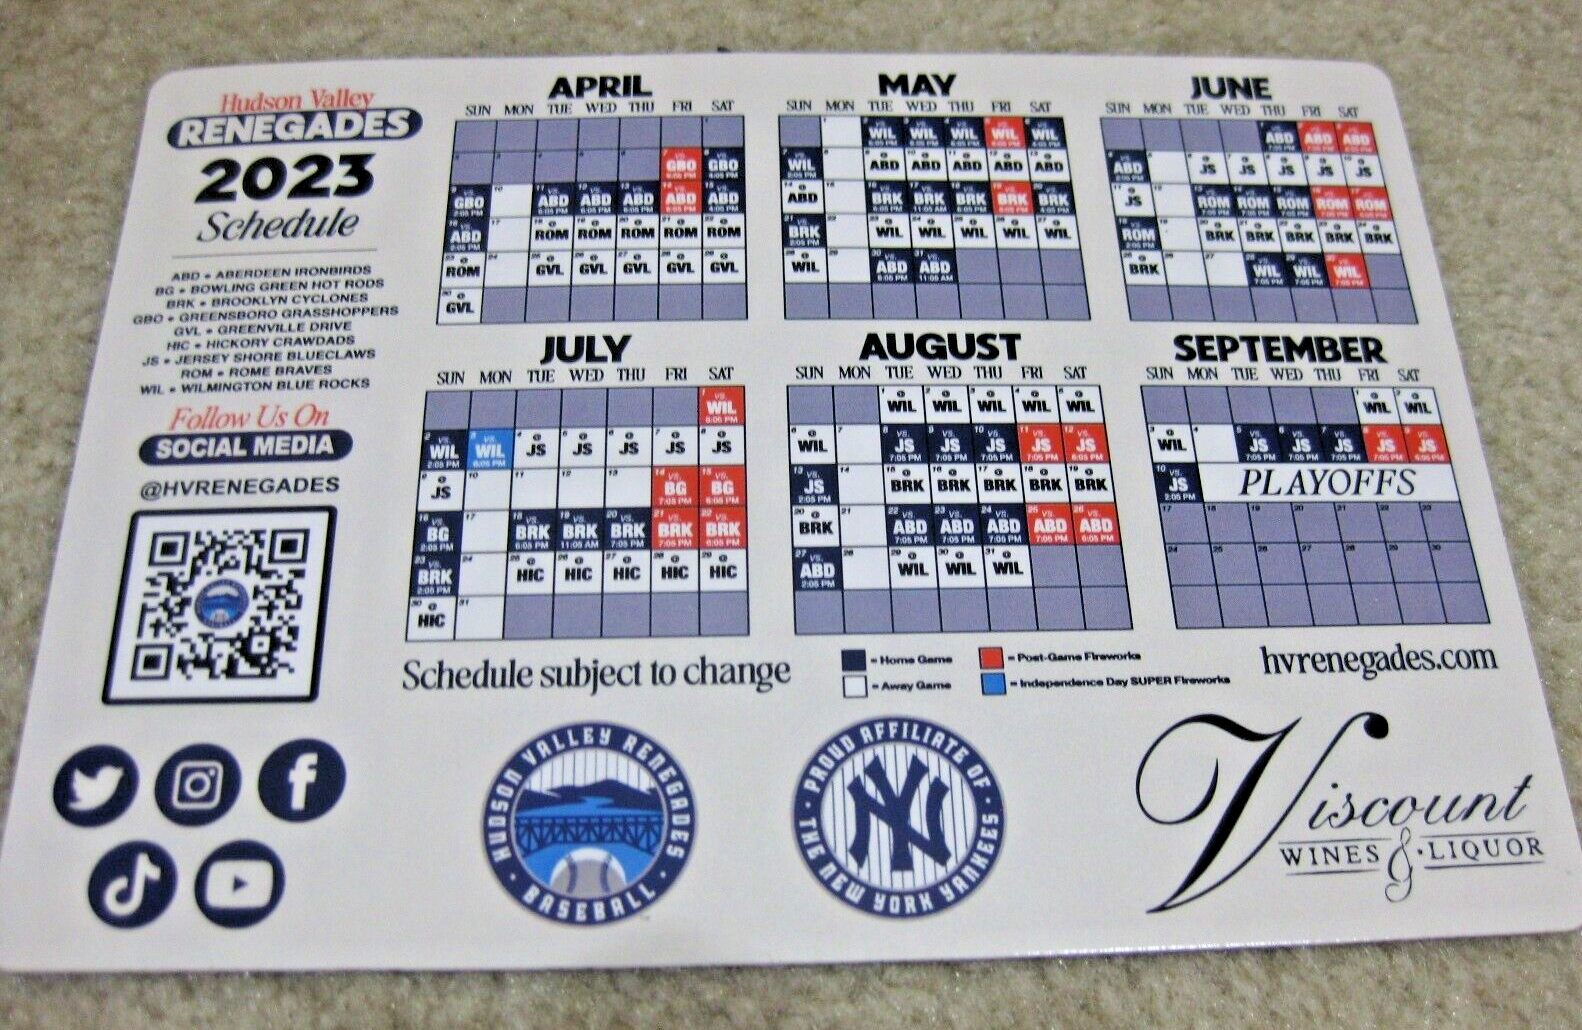 Hudson Valley
RENEGADES
2023
Schedule
ABD • ABERDEEN IRONBIRDS
BG • BOWLING GREEN HOT RODS
BRK • BROOKLYN CYCLONES
GBO • GREENSBORO GRASSHOPPERS
GVL • GREENVILLE DRIVE
HIC • HICKORY CRAWDADS
JS • JERSEY SHORE BLUECLAWS
ROM • ROME BRAVES
WIL • WILMINGTON BLUE ROCKS
Follow Us On
SOCIAL MEDIA
@HVRENEGADES
APRIL
SUN MON TUE WED THU FRI SAT
GBO GBO
GBO ABD ABD ABD ABD ABD
ABD ROM ROM ROM ROM ROM
ROM GVL GVL GVL GVL GVL
GVL
MAY
SUN MON TUE WED THU FRI SAT
WIL WIL WIL WIL WIL
WIL ABD ABD ABD ABD ABD
ABD BRK BRK BRK BRK BRK
BRK WIL WIL WIL WIL WIL
WIL ABD ABD
JUNE
SUN MON TUE WED THU FRI SAT
ABD ABD ABD
ABD JS JS JS JS JS
JS ROM ROM ROM ROM ROM
ROM BRK BRK BRK BRK BRK
BRK WIL WIL WIL
JULY
SUN MON TUE WED THU FRI SAT
WIL
WIL WIL JS JS JS JS JS
JS BG BG
BG BRK BRK BRK BRK BRK
BRK HIC HIC HIC HIC HIC
HIC
AUGUST
SUN MON TUE WED THU FRI SAT
WIL WIL WIL WIL WIL
WIL JS JS JS JS JS
JS BRK BRK BRK BRK BRK
BRK ABD ABD ABD ABD ABD
ABD WIL WIL WIL
SEPTEMBER
SUN MON TUE WED THU FRI SAT
WIL WIL
WIL JS JS JS JS JS
JS PLAYOFFS
Schedule subject to change
= Home Game
= Post-Game Fireworks
= Away Game
= Independence Day SUPER Fireworks
hvrenegades.com
HUDSON VALLEY RENEGADES
• BASEBALL •
PROUD AFFILIATE OF
• THE NEW YORK YANKEES •
NY
Viscount
WINES & LIQUOR